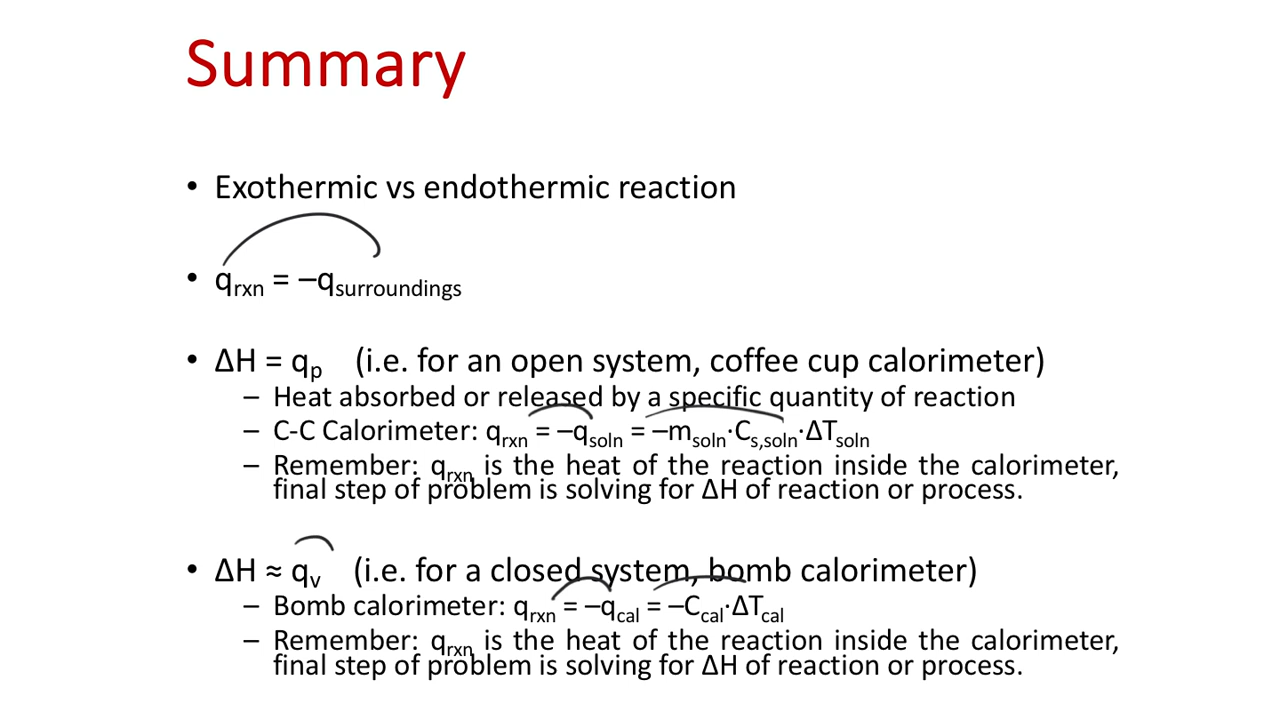 Summary
• Exothermic vs endothermic reaction
• qrxn = –qsurroundings
• ΔH = qp (i.e. for an open system, coffee cup calorimeter)
– Heat absorbed or released by a specific quantity of reaction
– C-C Calorimeter: qrxn = –qsoln = –msoln·Cs,soln·ΔTsoln
– Remember: qrxn is the heat of the reaction inside the calorimeter,
final step of problem is solving for ΔH of reaction or process.
• ΔH ≈ qv (i.e. for a closed system, bomb calorimeter)
– Bomb calorimeter: qrxn = –qcal = –Ccal·ΔTcal
– Remember: qrxn is the heat of the reaction inside the calorimeter,
final step of problem is solving for ΔH of reaction or process.